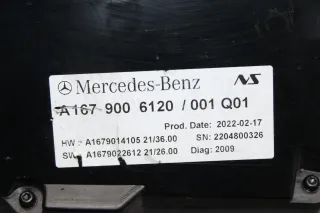 Mercedes-Benz NS
A167 900 6120 / 001 Q01
Prod. Date: 2022-02-17
HW: A1679014105 21/36.00 SN: 2204800326
SW: A1679022612 21/26.00 Diag: 2009